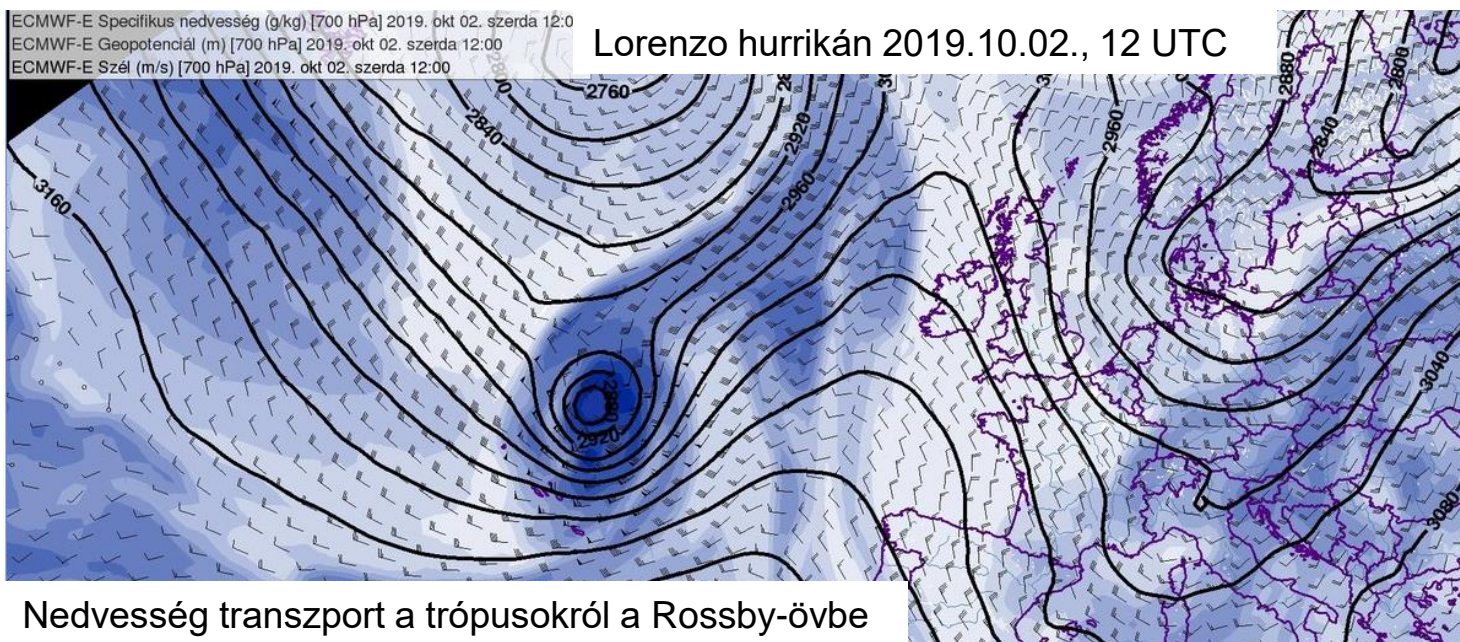 ECMWF-E Specifikus nedvesség (g/kg) [700 hPa] 2019. okt 02. szerda 12:0
ECMWF-E Geopotenciál (m) [700 hPa] 2019. okt 02. szerda 12:00
ECMWF-E Szél (m/s) [700 hPa] 2019. okt 02. szerda 12:00
Lorenzo hurrikán 2019.10.02., 12 UTC
2800
2760
2880
2800
2840
2920
2960
2840
3160
2960
2920
3040
3080
Nedvesség transzport a trópusokról a Rossby-övbe